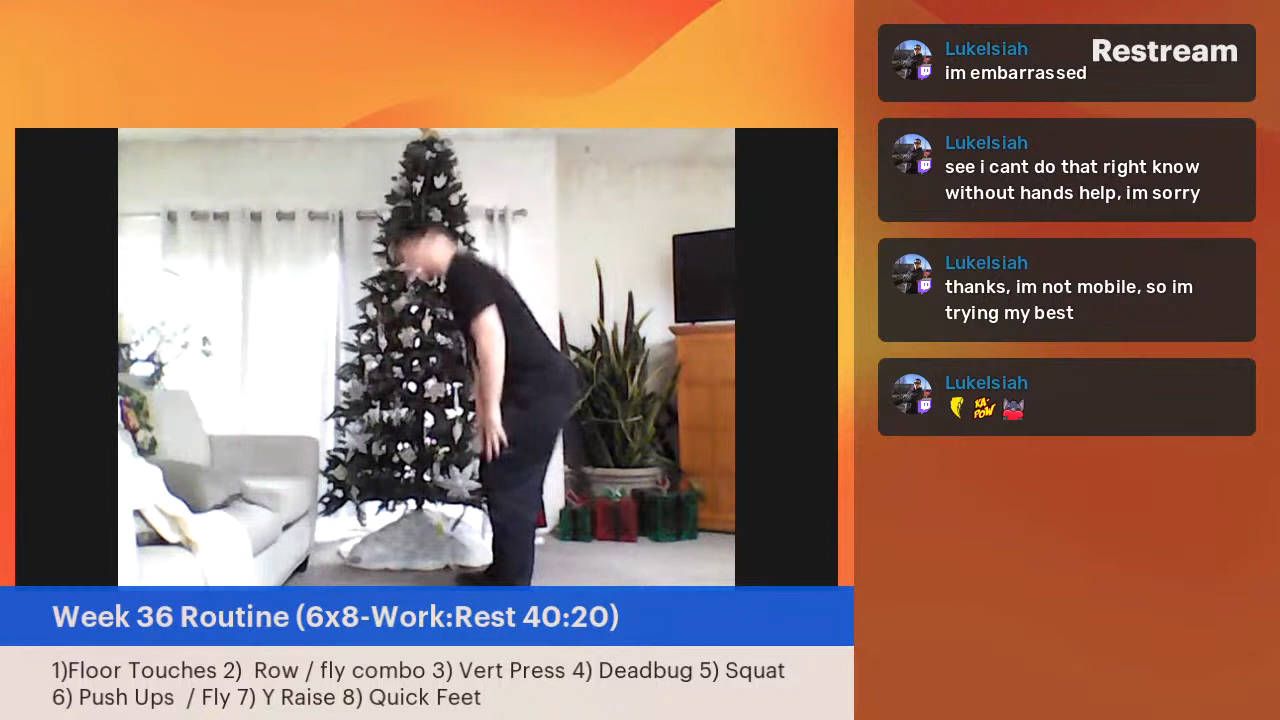 LukeIsiah
im embarrassed
Restream
LukeIsiah
see i cant do that right know
without hands help, im sorry
LukeIsiah
thanks, im not mobile, so im
trying my best
LukeIsiah
KA-
POW
Week 36 Routine (6x8-Work:Rest 40:20)
1)Floor Touches 2)  Row / fly combo 3) Vert Press 4) Deadbug 5) Squat
6) Push Ups  / Fly 7) Y Raise 8) Quick Feet